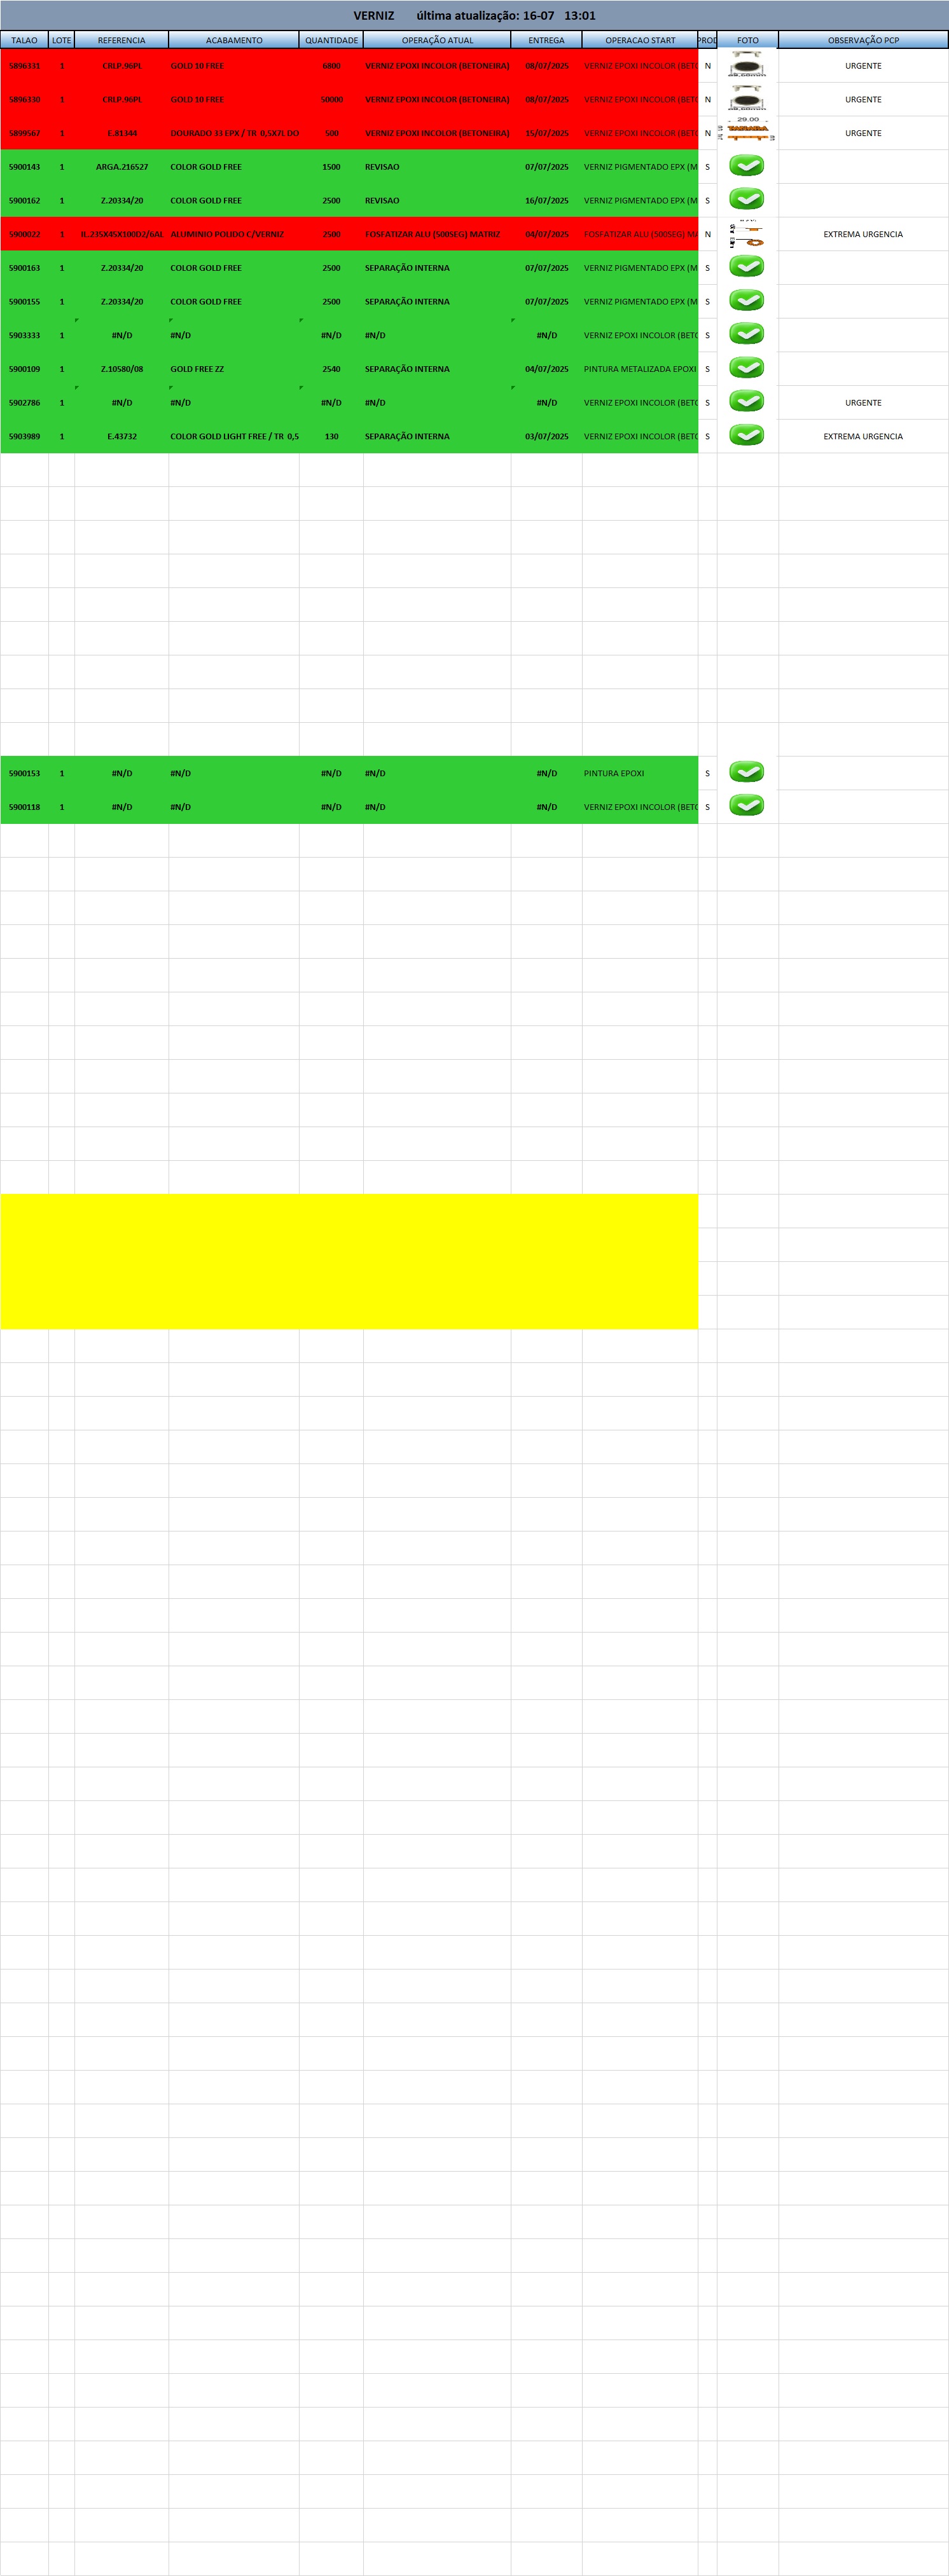 VERNIZ última atualização: 16-07 13:01
TALAO LOTE REFERENCIA ACABAMENTO QUANTIDADE OPERAÇÃO ATUAL ENTREGA OPERACAO START PROD FOTO OBSERVAÇÃO PCP
5896331 1 CRLP.96PL GOLD 10 FREE 6800 VERNIZ EPOXI INCOLOR (BETONEIRA) 08/07/2025 VERNIZ EPOXI INCOLOR (BETO N URGENTE
5896330 1 CRLP.96PL GOLD 10 FREE 50000 VERNIZ EPOXI INCOLOR (BETONEIRA) 08/07/2025 VERNIZ EPOXI INCOLOR (BETO N URGENTE
5899567 1 E.81344 DOURADO 33 EPX / TR 0,5X7L DO 500 VERNIZ EPOXI INCOLOR (BETONEIRA) 15/07/2025 VERNIZ EPOXI INCOLOR (BETO N 29.00 URGENTE
5900143 1 ARGA.216527 COLOR GOLD FREE 1500 REVISAO 07/07/2025 VERNIZ PIGMENTADO EPX (M S
5900162 1 Z.20334/20 COLOR GOLD FREE 2500 REVISAO 16/07/2025 VERNIZ PIGMENTADO EPX (M S
5900022 1 IL.235X45X100D2/6AL ALUMINIO POLIDO C/VERNIZ 2500 FOSFATIZAR ALU (500SEG) MATRIZ 04/07/2025 FOSFATIZAR ALU (500SEG) MA N EXTREMA URGENCIA
5900163 1 Z.20334/20 COLOR GOLD FREE 2500 SEPARAÇÃO INTERNA 07/07/2025 VERNIZ PIGMENTADO EPX (M S
5900155 1 Z.20334/20 COLOR GOLD FREE 2500 SEPARAÇÃO INTERNA 07/07/2025 VERNIZ PIGMENTADO EPX (M S
5903333 1 #N/D #N/D #N/D #N/D #N/D VERNIZ EPOXI INCOLOR (BETO S
5900109 1 Z.10580/08 GOLD FREE ZZ 2540 SEPARAÇÃO INTERNA 04/07/2025 PINTURA METALIZADA EPOXI S
5902786 1 #N/D #N/D #N/D #N/D #N/D VERNIZ EPOXI INCOLOR (BETO S URGENTE
5903989 1 E.43732 COLOR GOLD LIGHT FREE / TR 0,5 130 SEPARAÇÃO INTERNA 03/07/2025 VERNIZ EPOXI INCOLOR (BETO S EXTREMA URGENCIA
5900153 1 #N/D #N/D #N/D #N/D #N/D PINTURA EPOXI S
5900118 1 #N/D #N/D #N/D #N/D #N/D VERNIZ EPOXI INCOLOR (BETO S